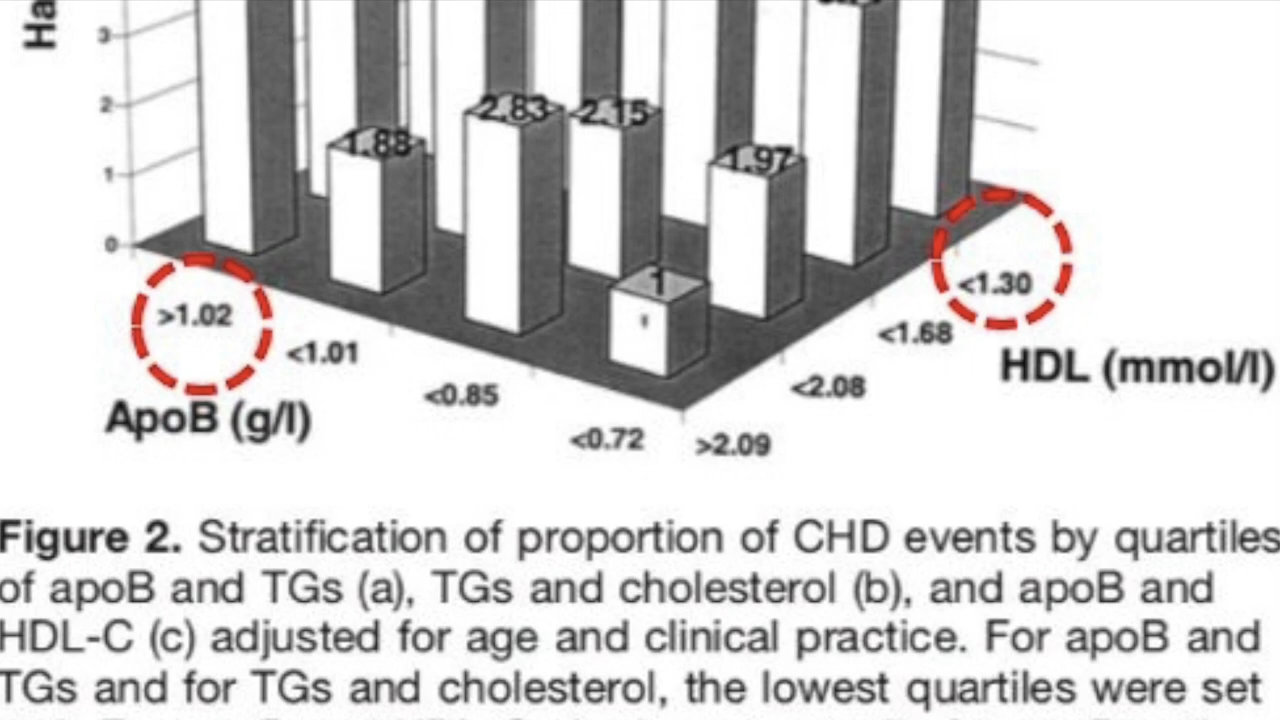 Ha
3
2
1
0
1.88
2.83
2.15
1.97
1
>1.02
<1.01
<0.85
<0.72
>2.09
<2.08
<1.68
<1.30
ApoB (g/l)
HDL (mmol/l)
Figure 2. Stratification of proportion of CHD events by quartiles
of apoB and TGs (a), TGs and cholesterol (b), and apoB and
HDL-C (c) adjusted for age and clinical practice. For apoB and
TGs and for TGs and cholesterol, the lowest quartiles were set